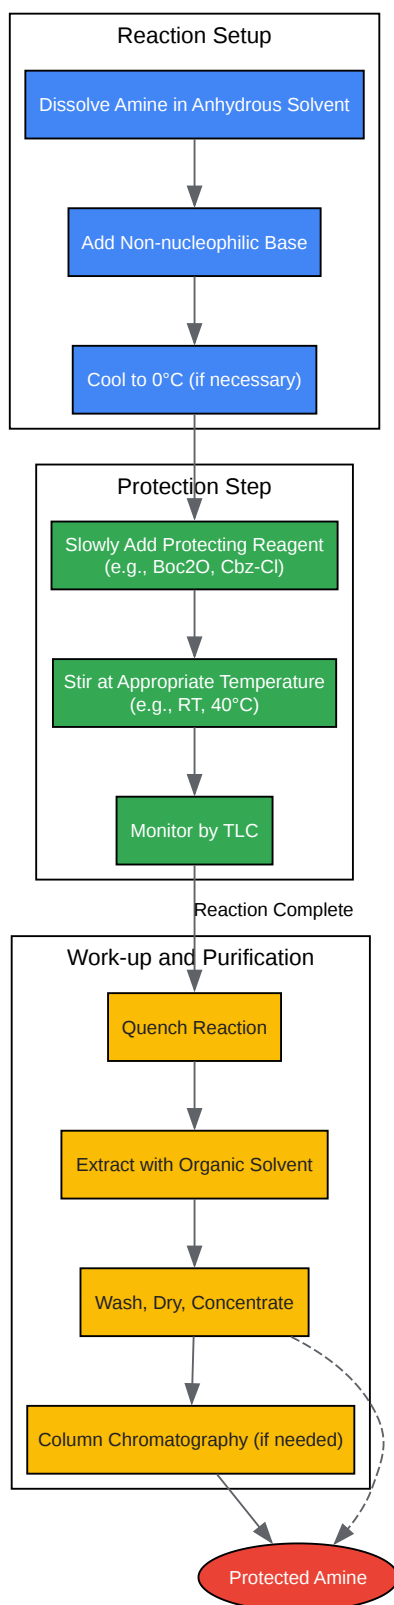 Reaction Setup
Dissolve Amine in Anhydrous Solvent
Add Non-nucleophilic Base
Cool to 0°C (if necessary)
Protection Step
Slowly Add Protecting Reagent
(e.g., Boc2O, Cbz-Cl)
Stir at Appropriate Temperature
(e.g., RT, 40°C)
Monitor by TLC
Reaction Complete
Work-up and Purification
Quench Reaction
Extract with Organic Solvent
Wash, Dry, Concentrate
Column Chromatography (if needed)
Protected Amine